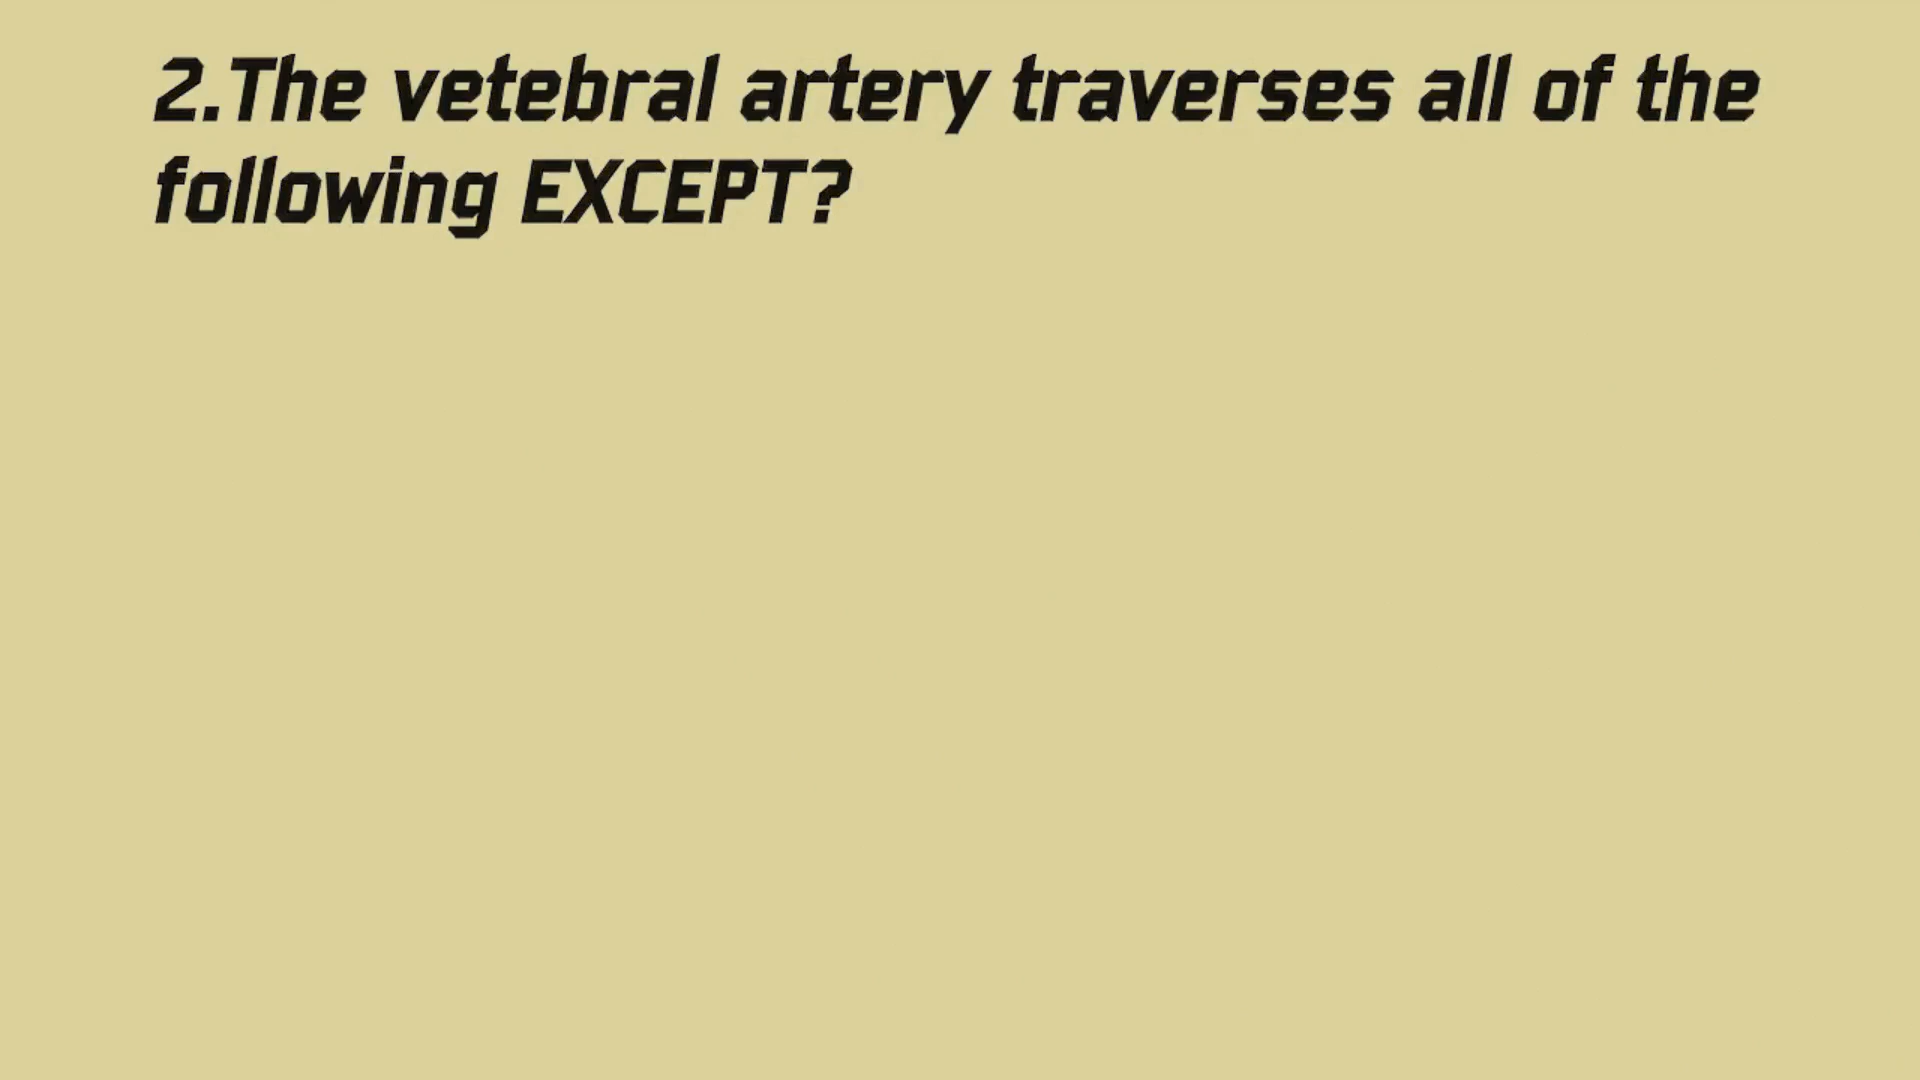 2.The vetebral artery traverses all of the
following EXCEPT?